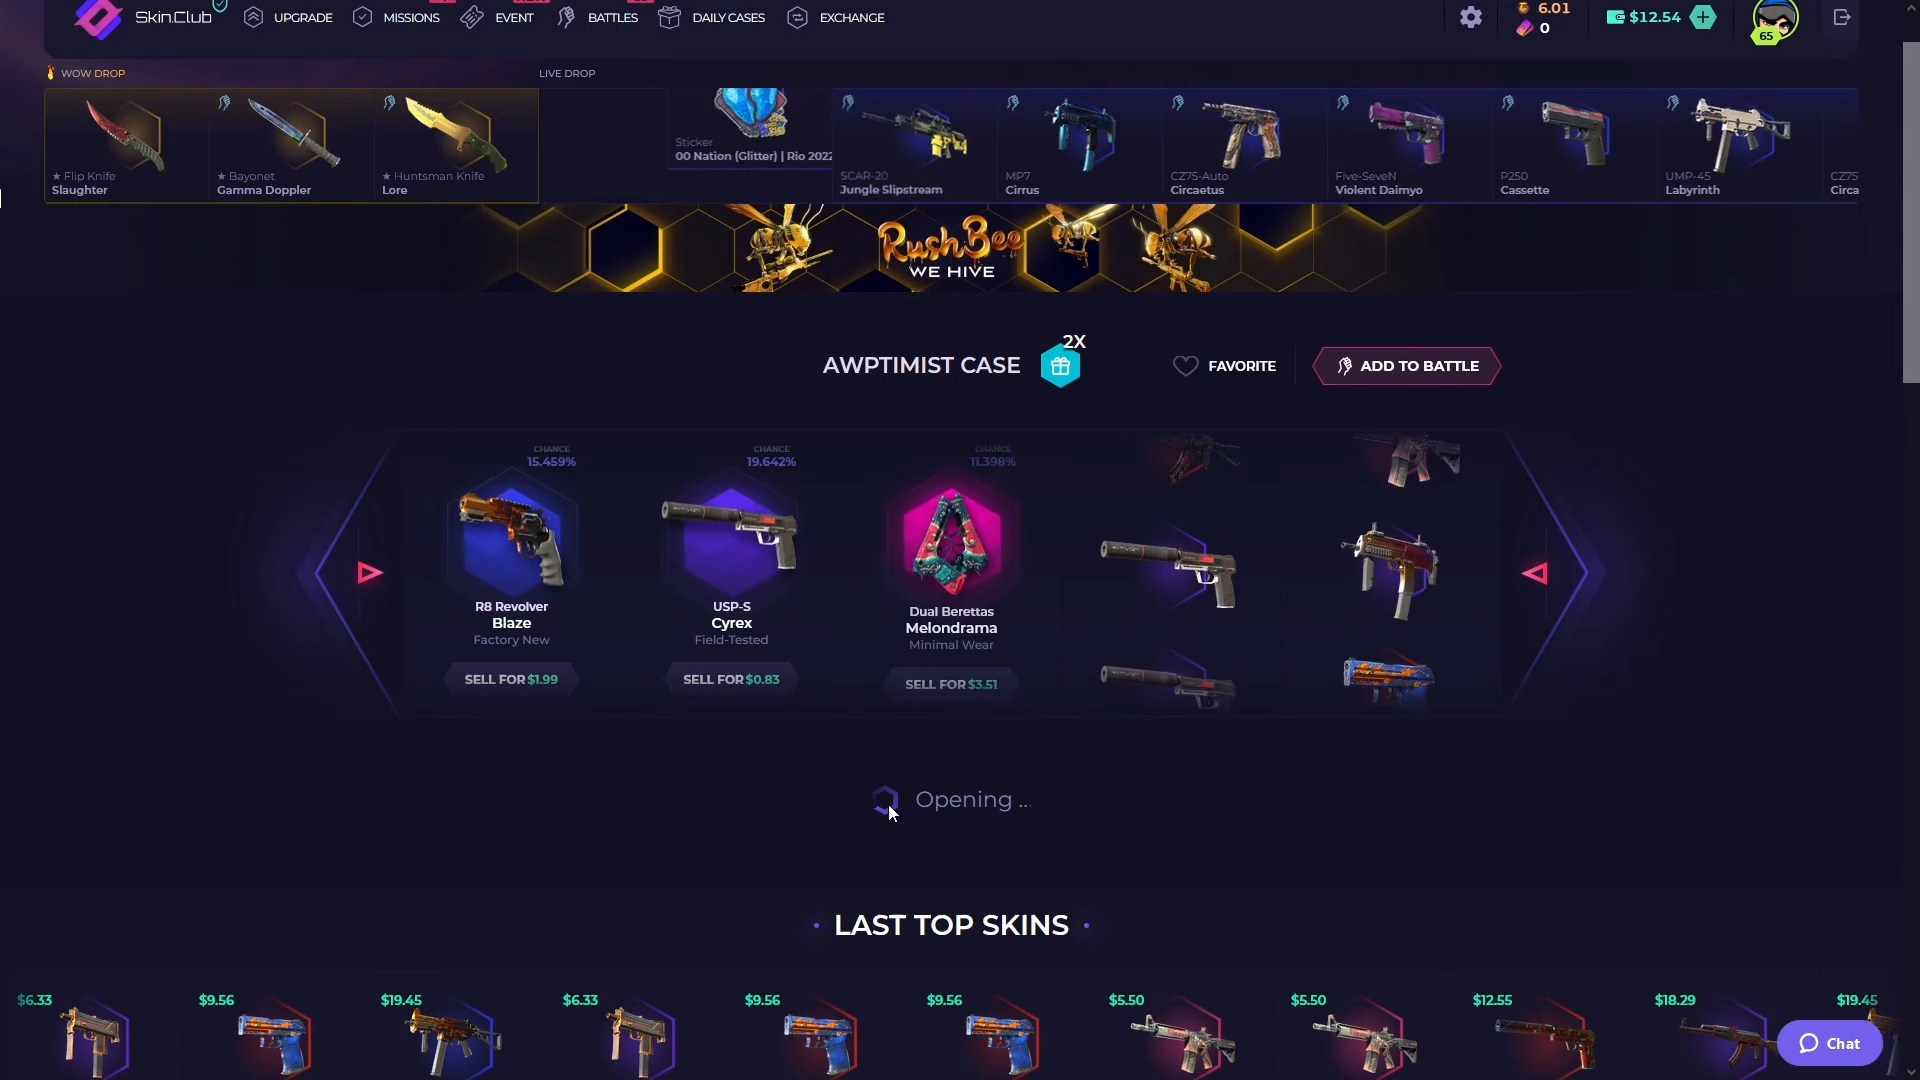 Skin.Club
UPGRADE
MISSIONS
EVENT
BATTLES
DAILY CASES
EXCHANGE
6.01
0
$12.54
65
WOW DROP
LIVE DROP
★ Flip Knife
Slaughter
★ Bayonet
Gamma Doppler
★ Huntsman Knife
Lore
Sticker
00 Nation (Glitter) | Rio 2022
SCAR-20
Jungle Slipstream
MP7
Cirrus
CZ75-Auto
Circaetus
Five-SeveN
Violent Daimyo
P250
Cassette
UMP-45
Labyrinth
CZ75
Circa
RushBee
WE HIVE
AWPTIMIST CASE
2X
FAVORITE
ADD TO BATTLE
CHANCE
15.459%
R8 Revolver
Blaze
Factory New
SELL FOR $1.99
CHANCE
19.642%
USP-S
Cyrex
Field-Tested
SELL FOR $0.83
CHANCE
11.398%
Dual Berettas
Melondrama
Minimal Wear
SELL FOR $3.51
Opening ...
LAST TOP SKINS
$6.33
$9.56
$19.45
$6.33
$9.56
$9.56
$5.50
$5.50
$12.55
$18.29
$19.45
Chat